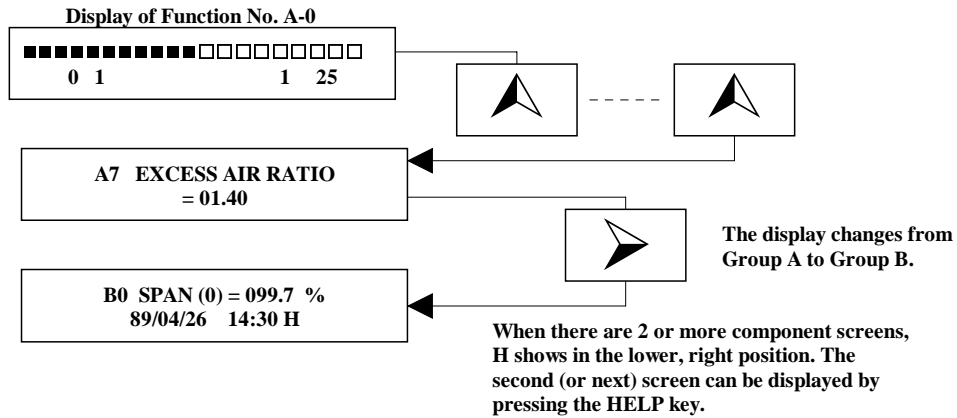 Display of Function No. A-0
0 1 1 25
A7 EXCESS AIR RATIO
= 01.40
The display changes from
Group A to Group B.
B0 SPAN (0) = 099.7 %
89/04/26 14:30 H
When there are 2 or more component screens,
H shows in the lower, right position. The
second (or next) screen can be displayed by
pressing the HELP key.